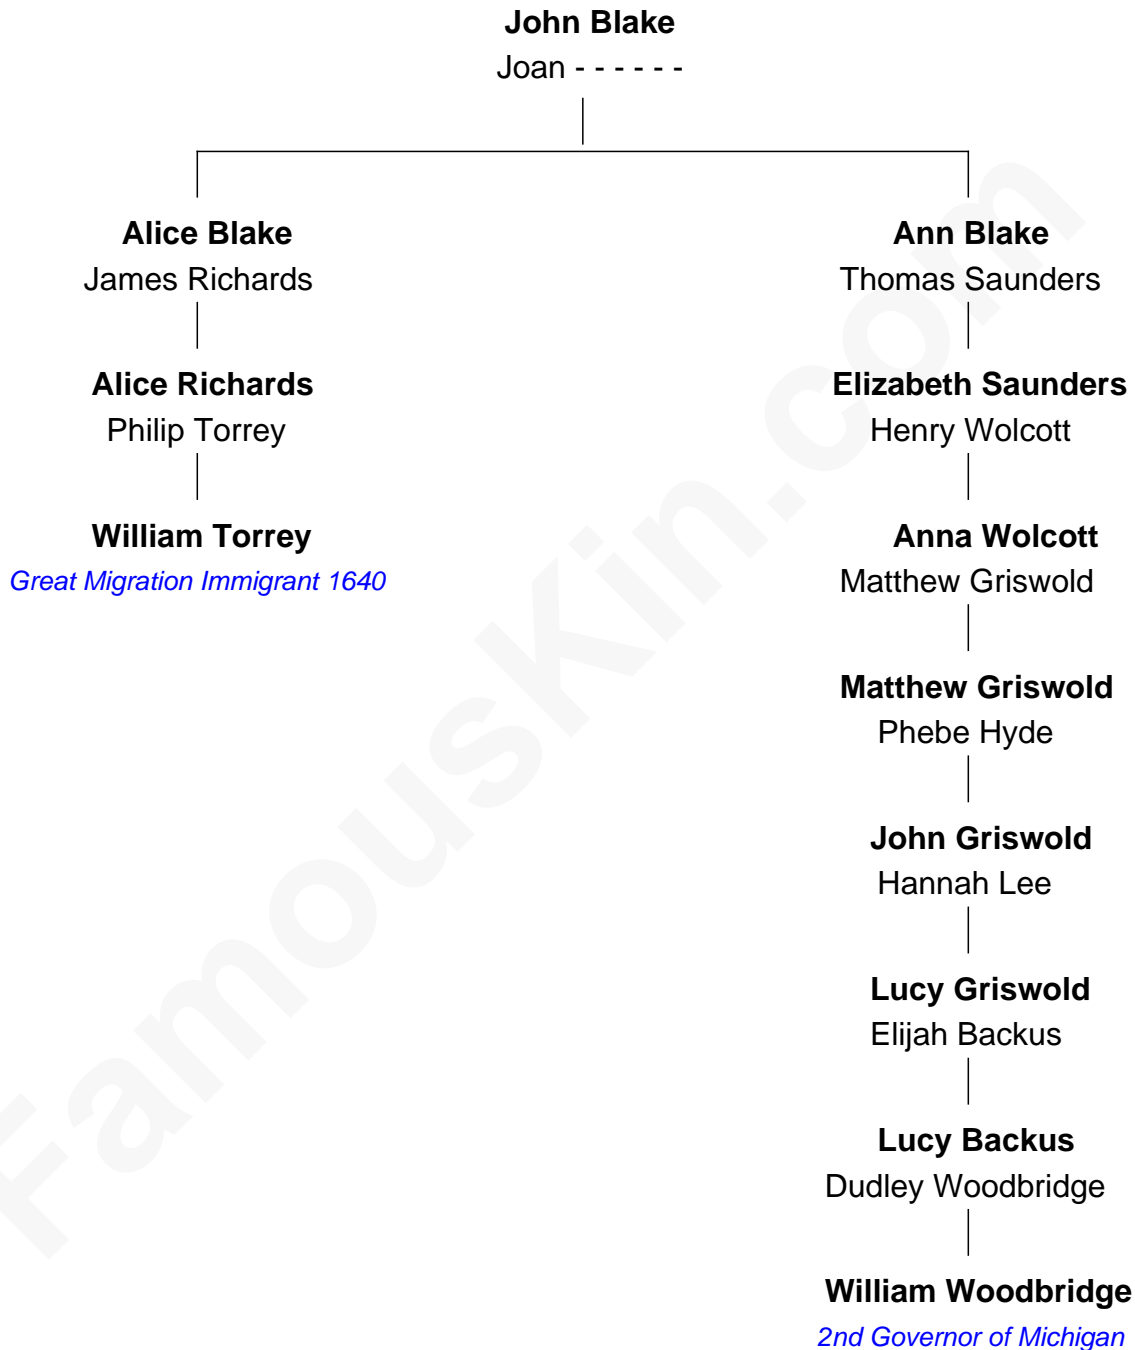 John Blake
Joan - - - - - -
Alice Blake
James Richards
Alice Richards
Philip Torrey
William Torrey
Great Migration Immigrant 1640
Ann Blake
Thomas Saunders
Elizabeth Saunders
Henry Wolcott
Anna Wolcott
Matthew Griswold
Matthew Griswold
Phebe Hyde
John Griswold
Hannah Lee
Lucy Griswold
Elijah Backus
Lucy Backus
Dudley Woodbridge
William Woodbridge
2nd Governor of Michigan
FamousKin.com